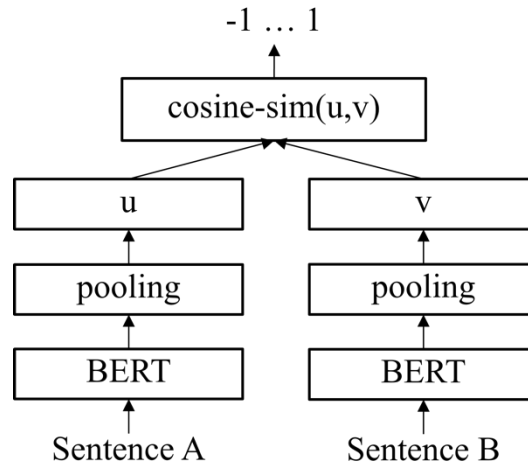 -1 … 1
cosine-sim(u,v)
u
v
pooling
pooling
BERT
BERT
Sentence A
Sentence B